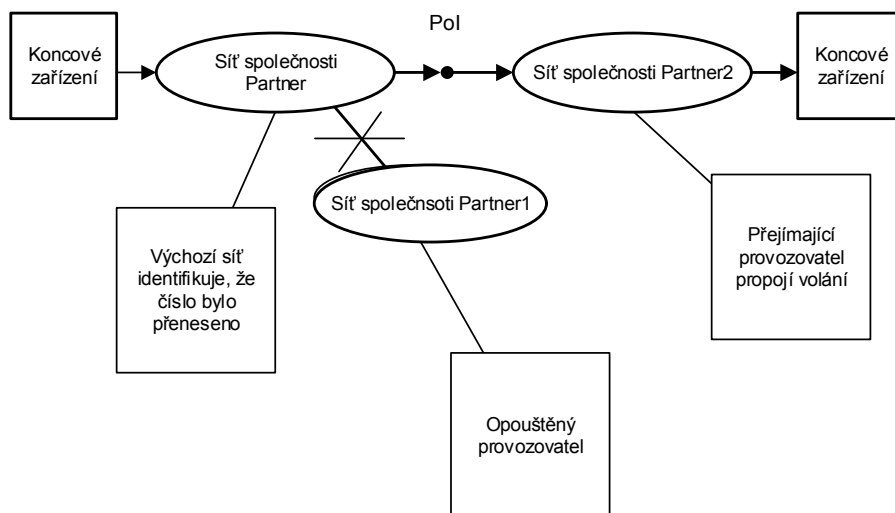 PoI
Koncové
zařízení
Síť společnosti
Partner
Síť společnosti Partner2
Koncové
zařízení
Síť společnsoti Partner1
Výchozí síť
identifikuje, že
číslo bylo
přeneseno
Přejímající
provozovatel
propojí volání
Opouštěný
provozovatel